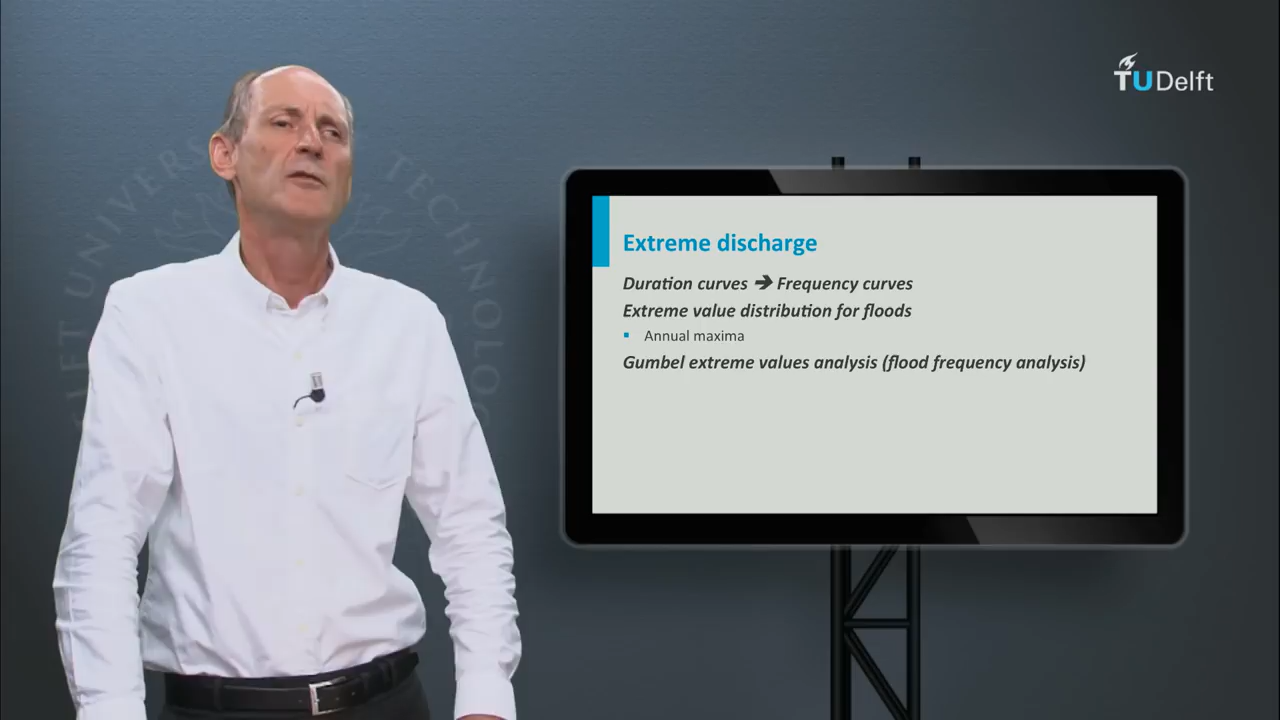 TUDelft
Extreme discharge
Duration curves → Frequency curves
Extreme value distribution for floods
▪ Annual maxima
Gumbel extreme values analysis (flood frequency analysis)